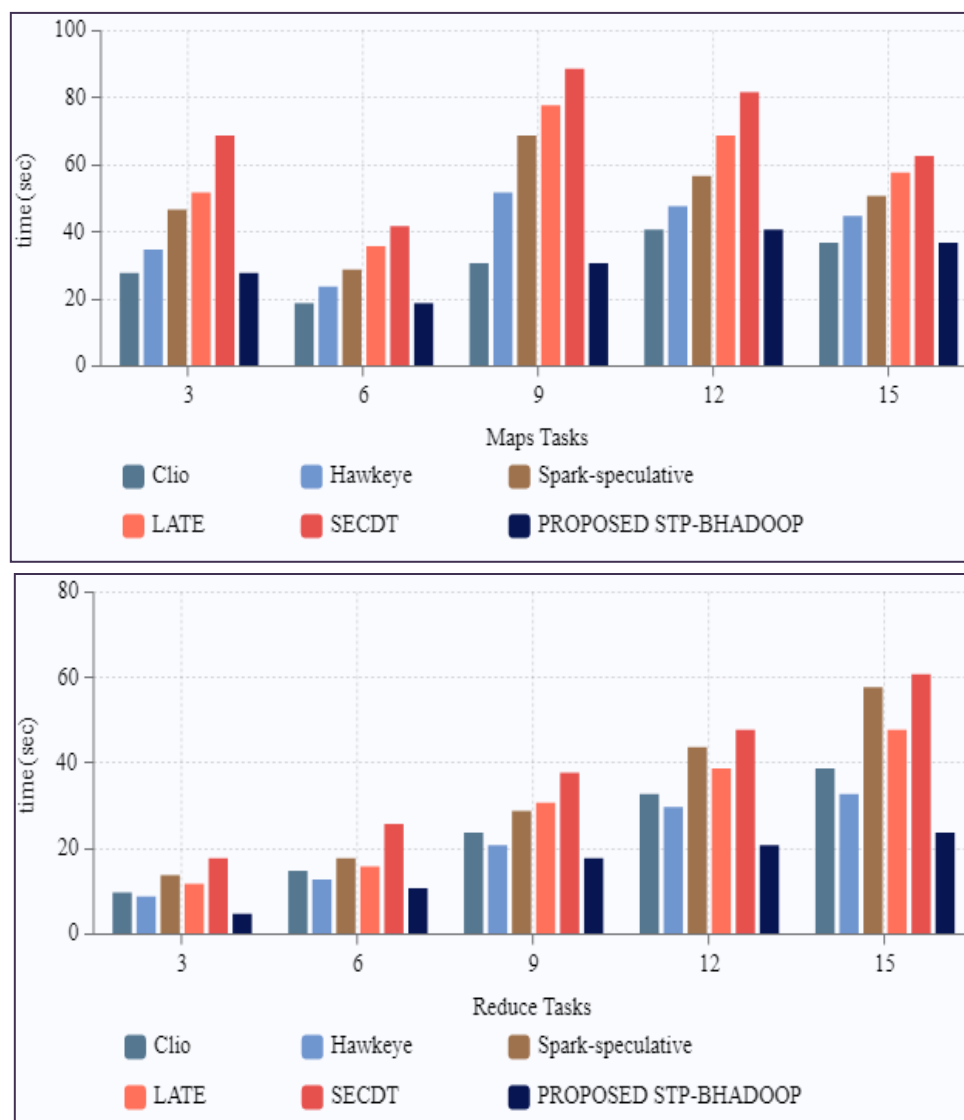 100
80
60
40
20
0
time(sec)
3 6 9 12 15
Maps Tasks
Clio Hawkeye Spark-speculative
LATE SECDT PROPOSED STP-BHADOOP
80
60
40
20
0
time(sec)
3 6 9 12 15
Reduce Tasks
Clio Hawkeye Spark-speculative
LATE SECDT PROPOSED STP-BHADOOP